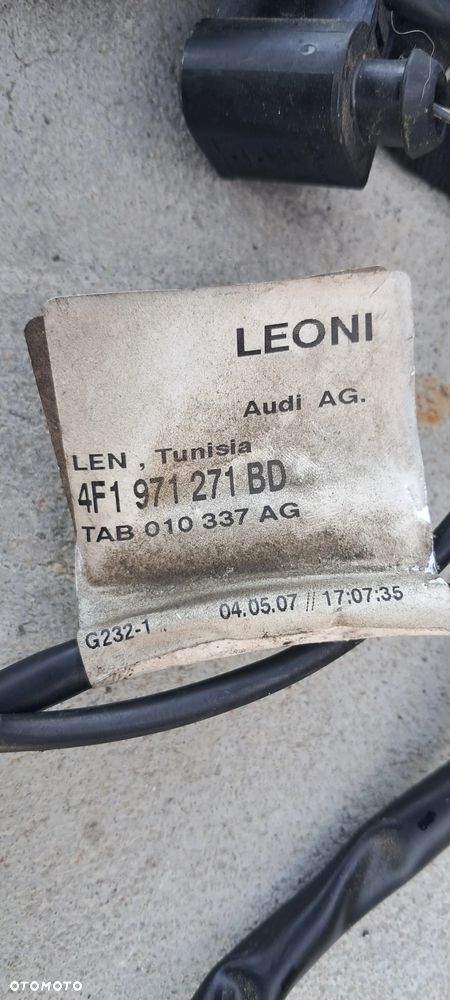 LEONI
Audi AG.
LEN , Tunisia
4F1 971 271 BD
TAB 010 337 AG
G232-1 04.05.07 // 17:07:35
OTOMOTO